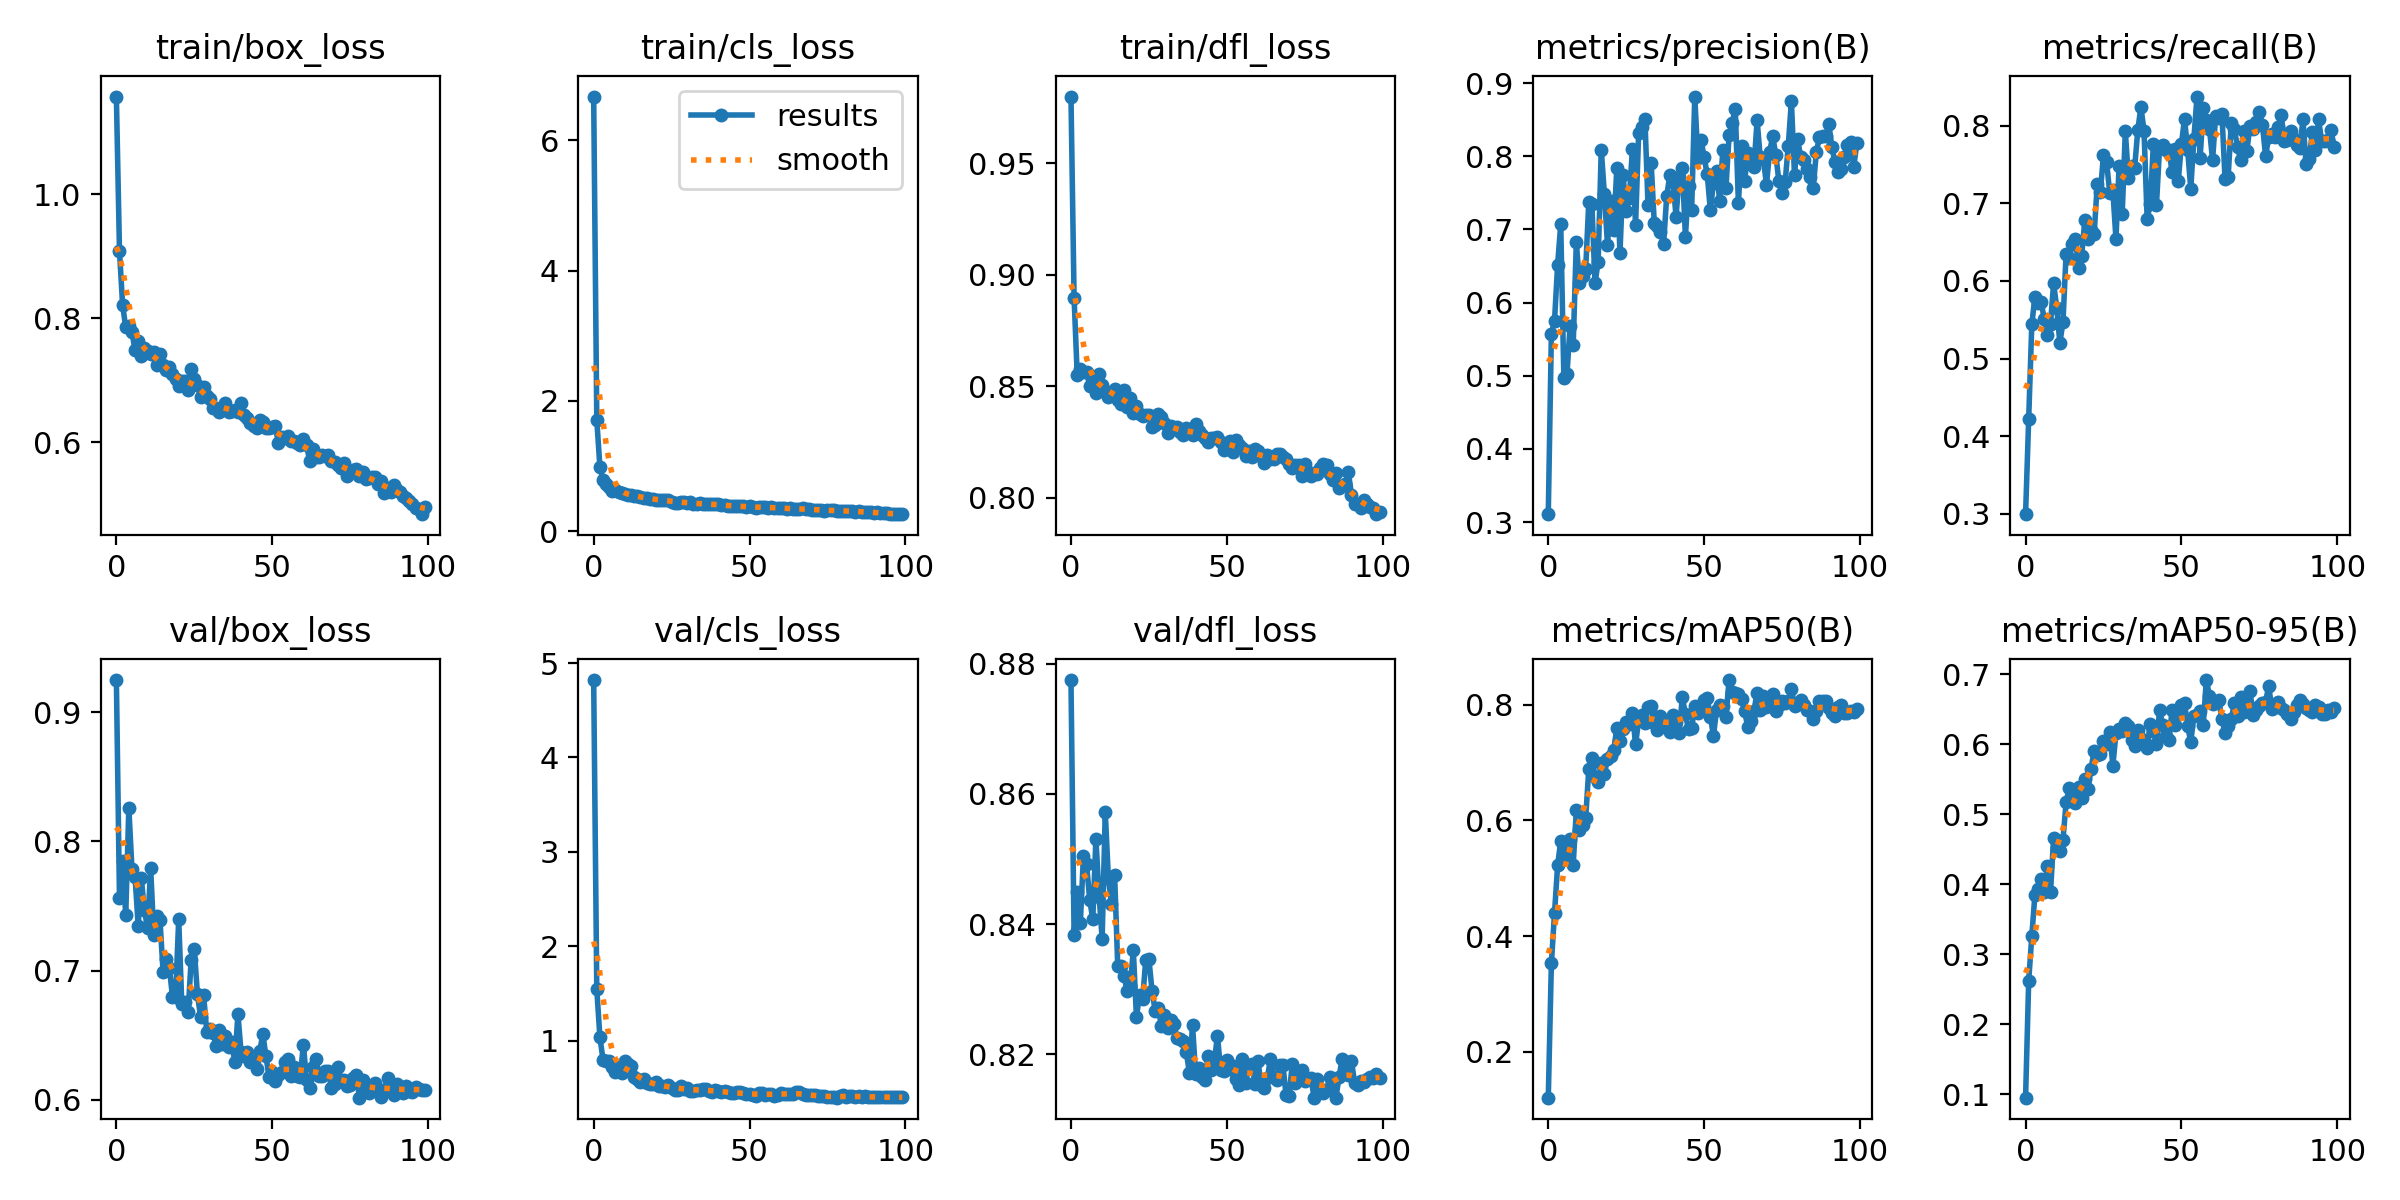 train/box_loss
1.0
0.8
0.6
0 50 100
train/cls_loss
results
smooth
6
4
2
0
0 50 100
train/dfl_loss
0.95
0.90
0.85
0.80
0 50 100
metrics/precision(B)
0.9
0.8
0.7
0.6
0.5
0.4
0.3
0 50 100
metrics/recall(B)
0.8
0.7
0.6
0.5
0.4
0.3
0 50 100
val/box_loss
0.9
0.8
0.7
0.6
0 50 100
val/cls_loss
5
4
3
2
1
0 50 100
val/dfl_loss
0.88
0.86
0.84
0.82
0 50 100
metrics/mAP50(B)
0.8
0.6
0.4
0.2
0 50 100
metrics/mAP50-95(B)
0.7
0.6
0.5
0.4
0.3
0.2
0.1
0 50 100